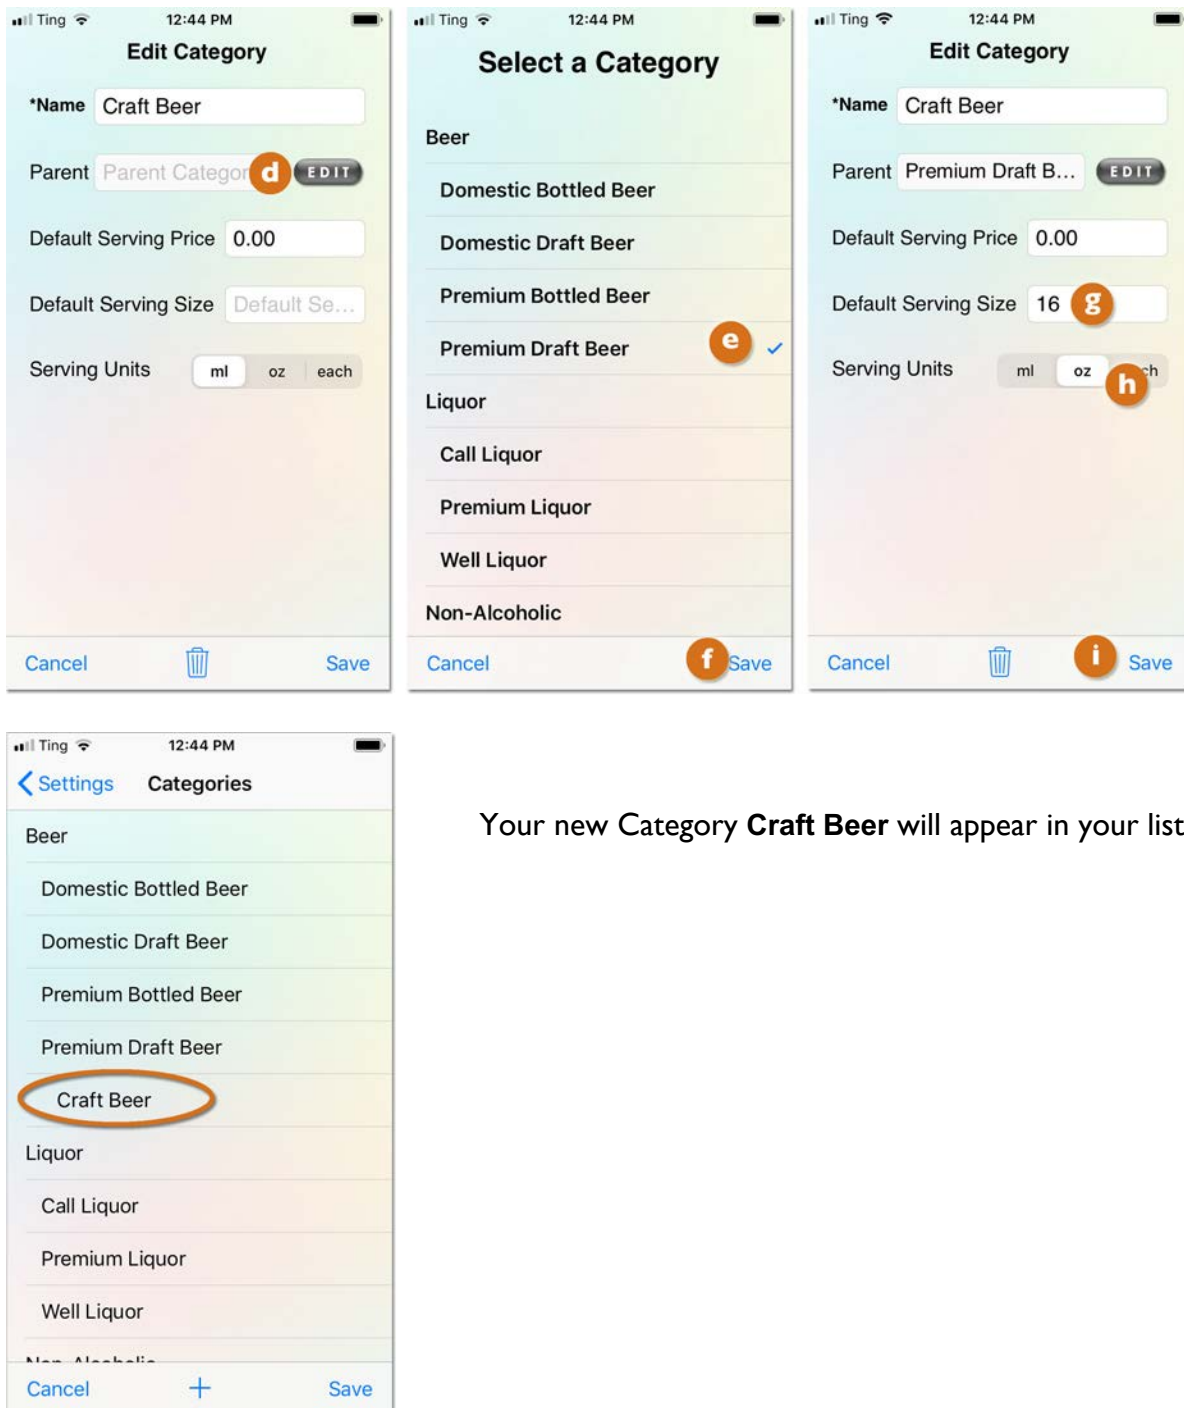 Ting 12:44 PM
Edit Category
*Name Craft Beer
Parent Parent Categor d EDIT
Default Serving Price 0.00
Default Serving Size Default Se...
Serving Units ml oz each
Cancel Save
Ting 12:44 PM
Select a Category
Beer
Domestic Bottled Beer
Domestic Draft Beer
Premium Bottled Beer
Premium Draft Beer e
Liquor
Call Liquor
Premium Liquor
Well Liquor
Non-Alcoholic
Cancel f Save
Ting 12:44 PM
Edit Category
*Name Craft Beer
Parent Premium Draft B... EDIT
Default Serving Price 0.00
Default Serving Size 16 g
Serving Units ml oz h ch
Cancel i Save
Ting 12:44 PM
Settings Categories
Beer
Domestic Bottled Beer
Domestic Draft Beer
Premium Bottled Beer
Premium Draft Beer
Craft Beer
Liquor
Call Liquor
Premium Liquor
Well Liquor
Cancel + Save
Your new Category Craft Beer will appear in your list